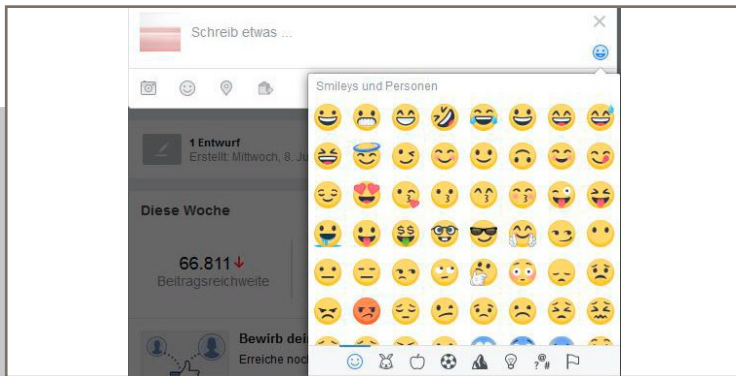 Schreib etwas ...
Smileys und Personen
1 Entwurf
Erstellt: Mittwoch, 8. Ju
Diese Woche
66.811
Beitragsreichweite
Bewirb dei
Erreiche noc